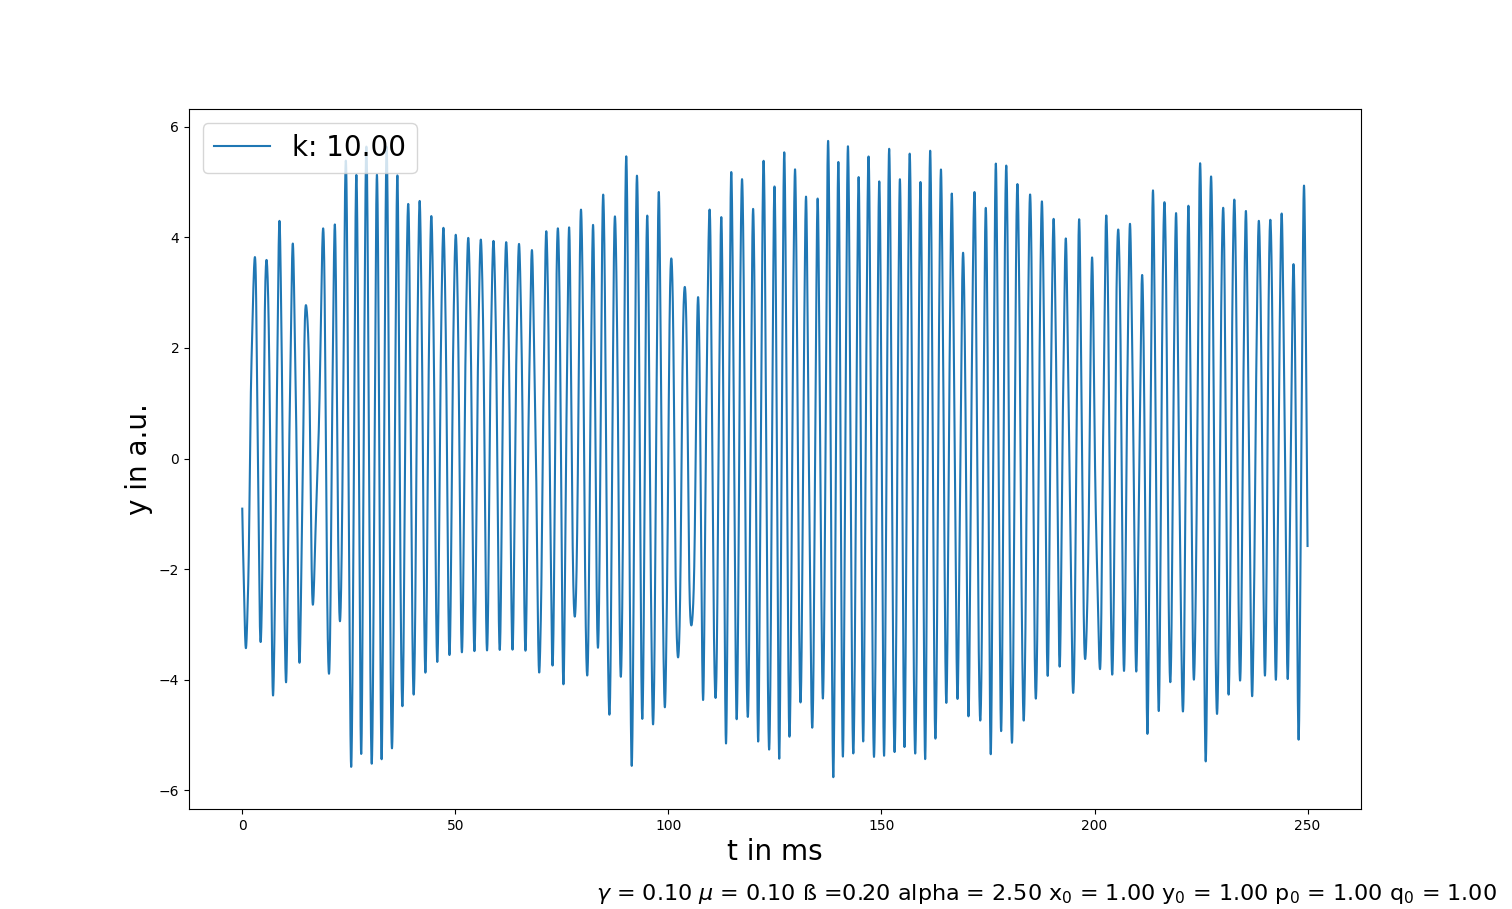 k: 10.00
6
4
2
0
−2
−4
−6
y in a.u.
0 50 100 150 200 250
t in ms
γ = 0.10 μ = 0.10 ß =0.20 alpha = 2.50 x₀ = 1.00 y₀ = 1.00 p₀ = 1.00 q₀ = 1.00